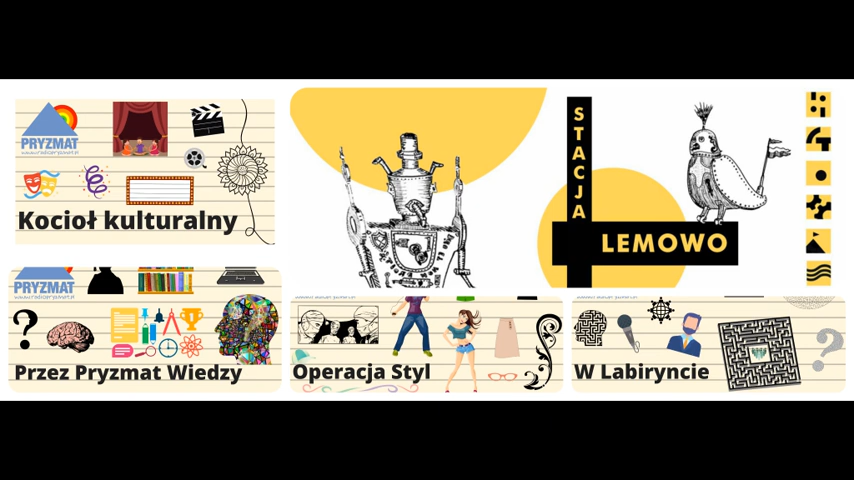 PRYZMAT
Kocioł kulturalny
STACJA
LEMOWO
PRYZMAT
Przez Pryzmat Wiedzy
Operacja Styl
W Labiryncie